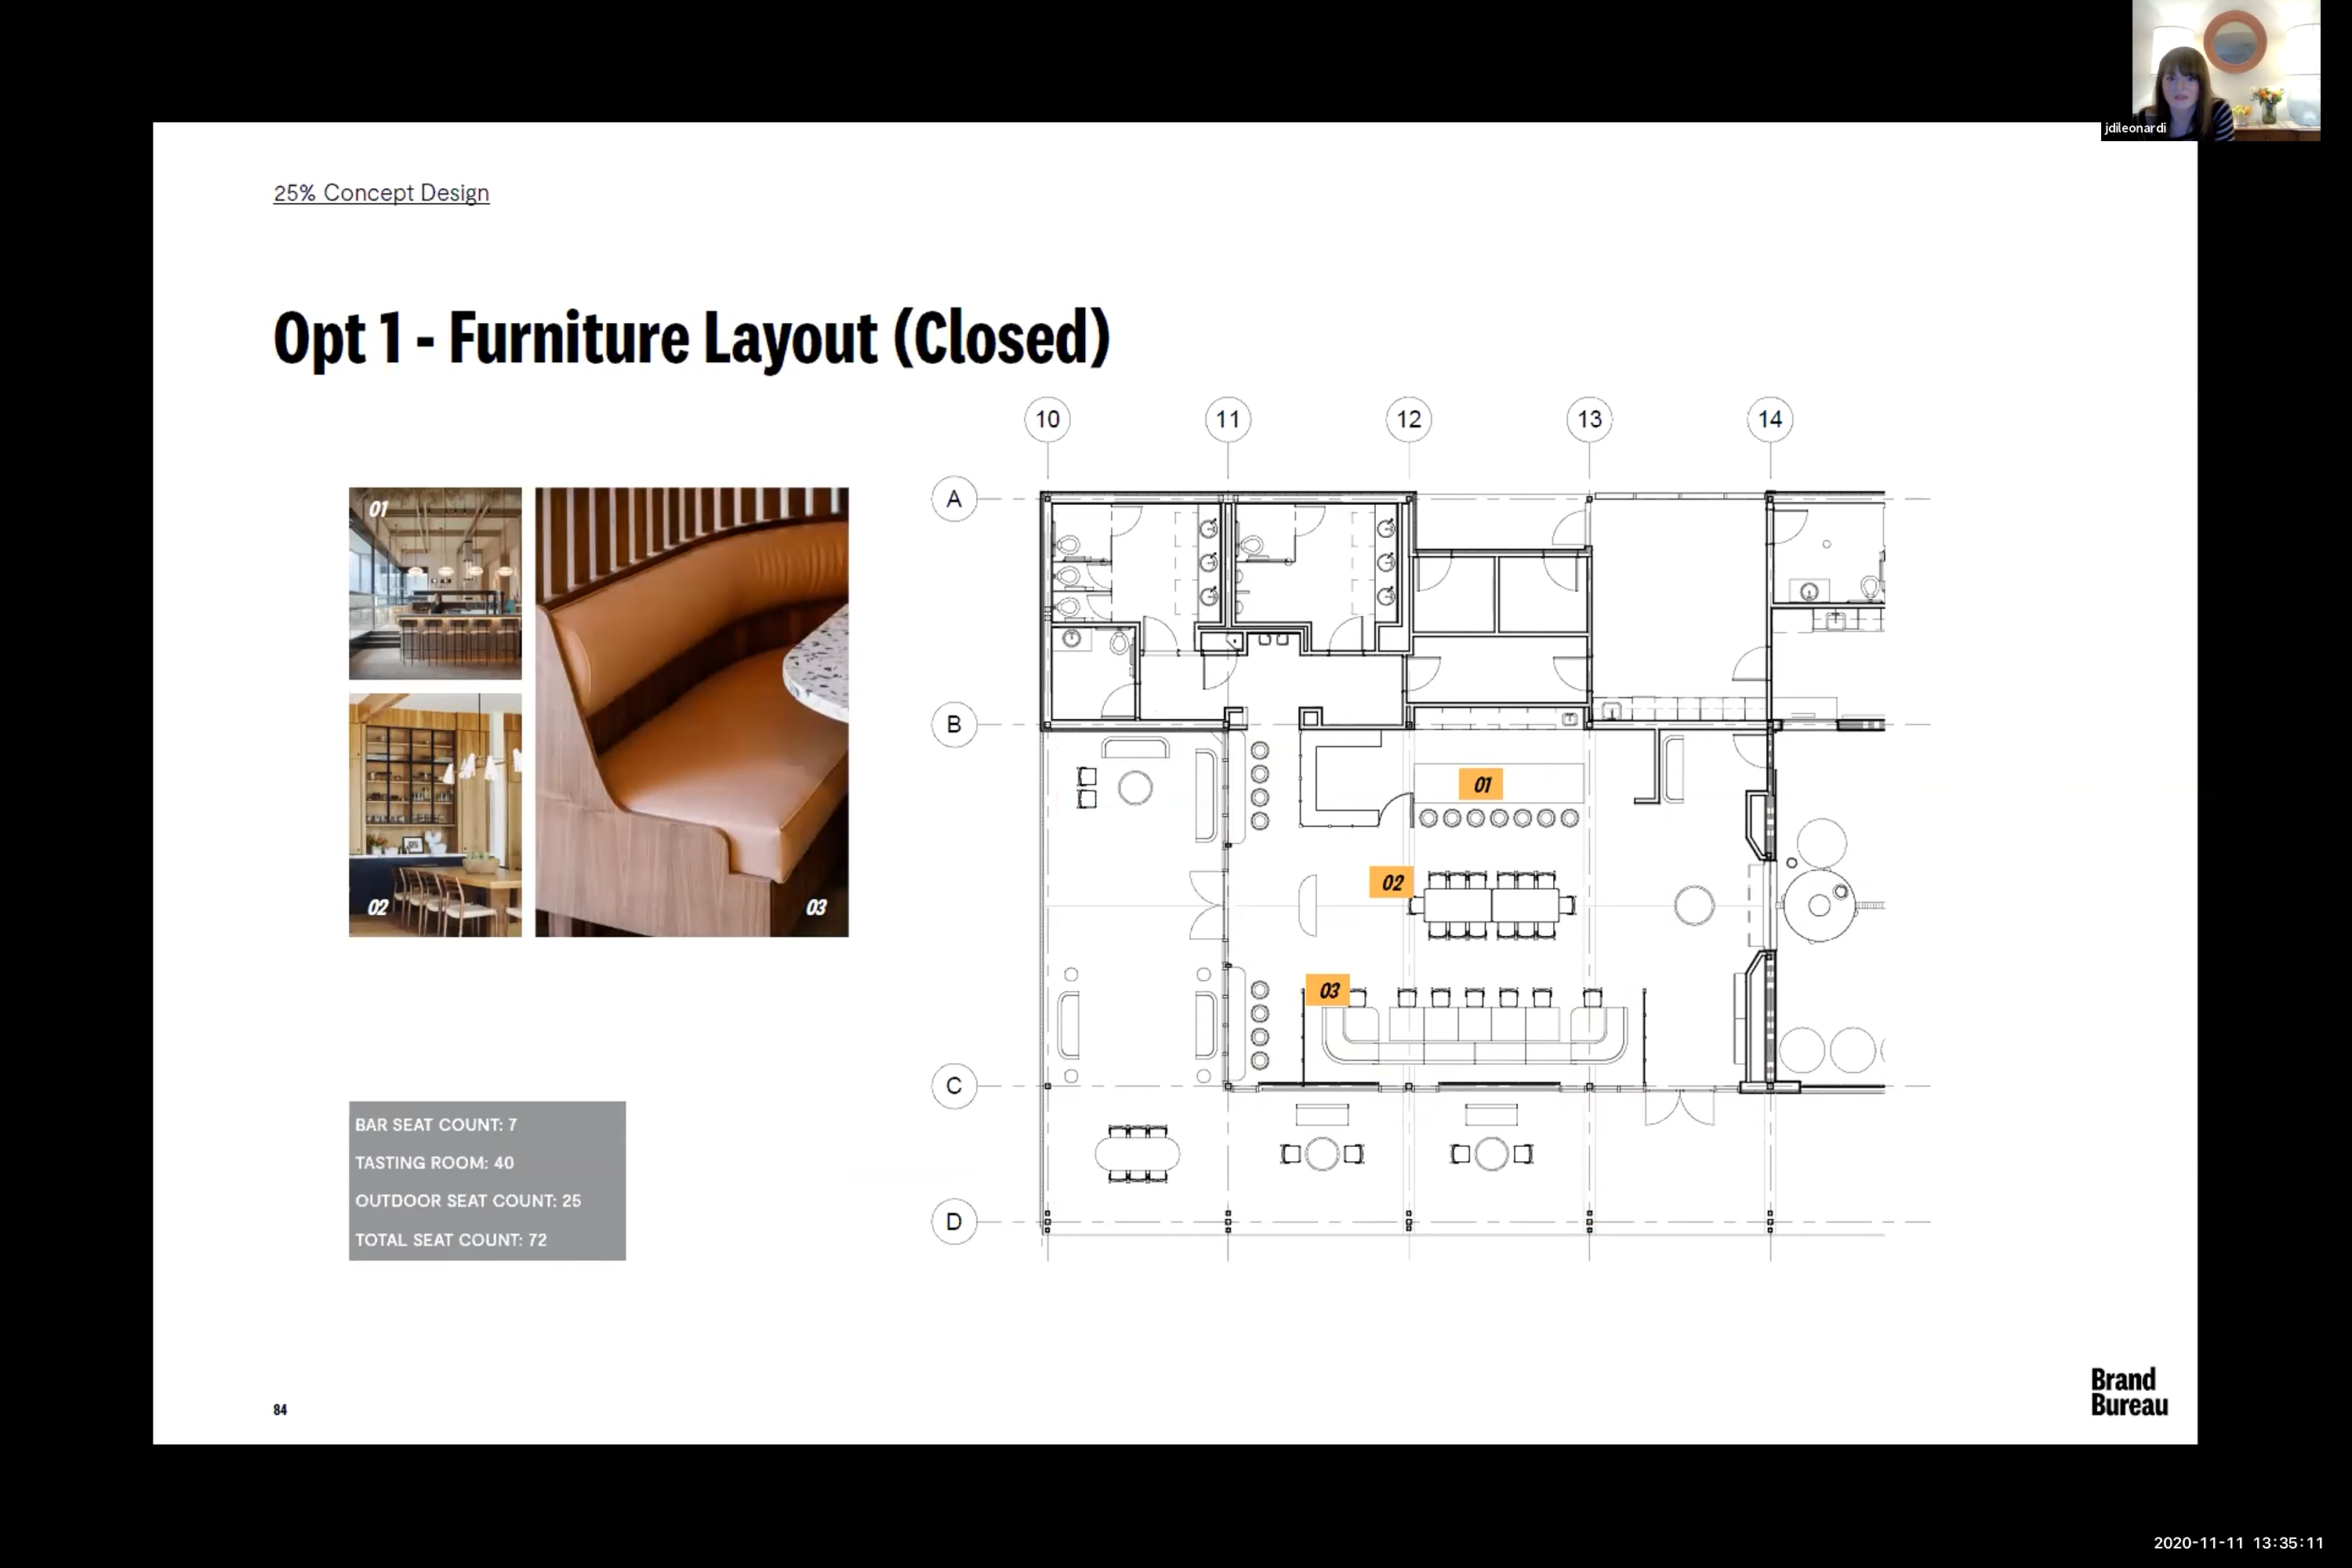 jdileonardi
25% Concept Design
Opt 1 - Furniture Layout (Closed)
10 11 12 13 14
A
B
C
D
01
02
03
01
02
03
BAR SEAT COUNT: 7
TASTING ROOM: 40
OUTDOOR SEAT COUNT: 25
TOTAL SEAT COUNT: 72
84
Brand
Bureau
2020-11-11 13:35:11